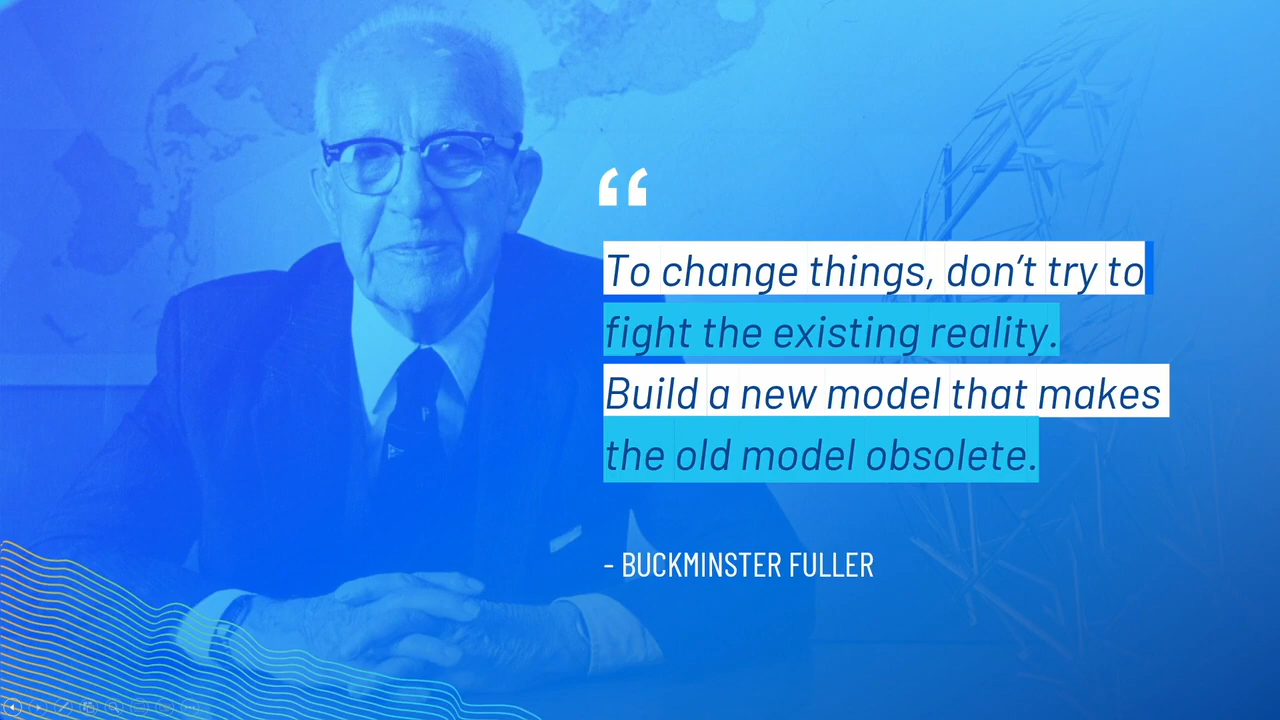 “
To change things, don’t try to
fight the existing reality.
Build a new model that makes
the old model obsolete.
- BUCKMINSTER FULLER